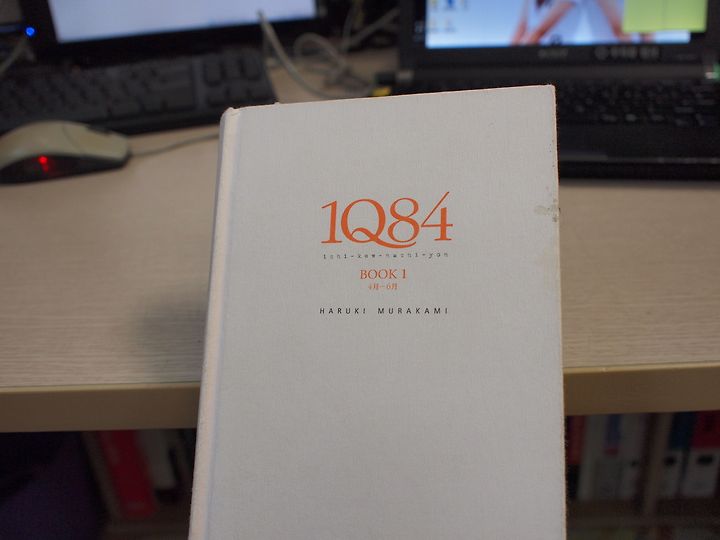 1Q84
ichi-kew-hachi-yon
BOOK 1
4月-6月
HARUKI MURAKAMI